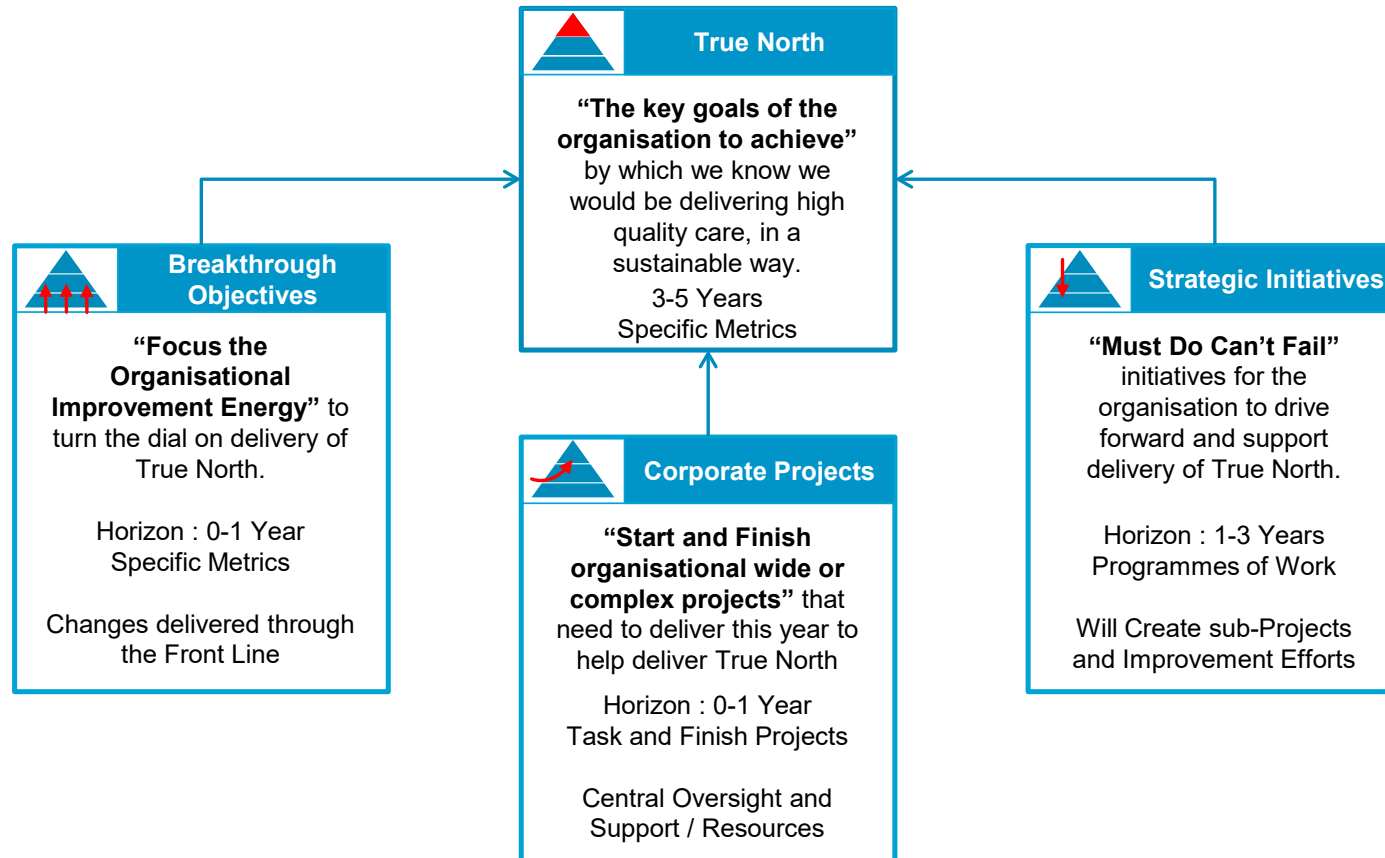 True North
“The key goals of the
organisation to achieve”
by which we know we
would be delivering high
quality care, in a
sustainable way.
3-5 Years
Specific Metrics
Breakthrough
Objectives
“Focus the
Organisational
Improvement Energy” to
turn the dial on delivery of
True North.
Horizon : 0-1 Year
Specific Metrics
Changes delivered through
the Front Line
Corporate Projects
“Start and Finish
organisational wide or
complex projects” that
need to deliver this year to
help deliver True North
Horizon : 0-1 Year
Task and Finish Projects
Central Oversight and
Support / Resources
Strategic Initiatives
“Must Do Can’t Fail”
initiatives for the
organisation to drive
forward and support
delivery of True North.
Horizon : 1-3 Years
Programmes of Work
Will Create sub-Projects
and Improvement Efforts